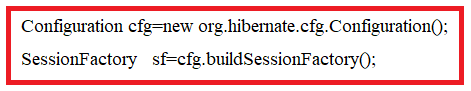 Configuration cfg=new org.hibernate.cfg.Configuration();
SessionFactory sf=cfg.buildSessionFactory();